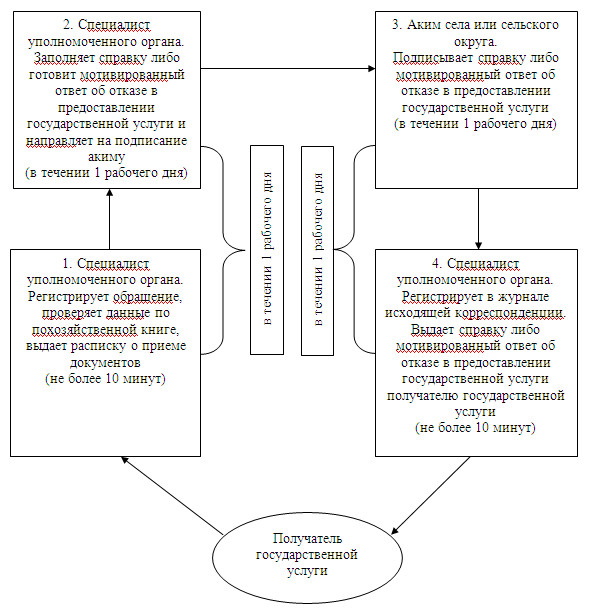 2. Специалист
уполномоченного органа.
Заполняет справку либо
готовит мотивированный
ответ об отказе в
предоставлении
государственной услуги и
направляет на подписание
акиму
(в течении 1 рабочего дня)
3. Аким села или сельского
округа.
Подписывает справку либо
мотивированный ответ об
отказе в предоставлении
государственной услуги
(в течении 1 рабочего дня)
в течении 1 рабочего дня
в течении 1 рабочего дня
1. Специалист
уполномоченного органа.
Регистрирует обращение,
проверяет данные по
похозяйственной книге,
выдает расписку о приеме
документов
(не более 10 минут)
4. Специалист
уполномоченного органа.
Регистрирует в журнале
исходящей корреспонденции.
Выдает справку либо
мотивированный ответ об
отказе в предоставлении
государственной услуги
получателю государственной
услуги
(не более 10 минут)
Получатель
государственной
услуги